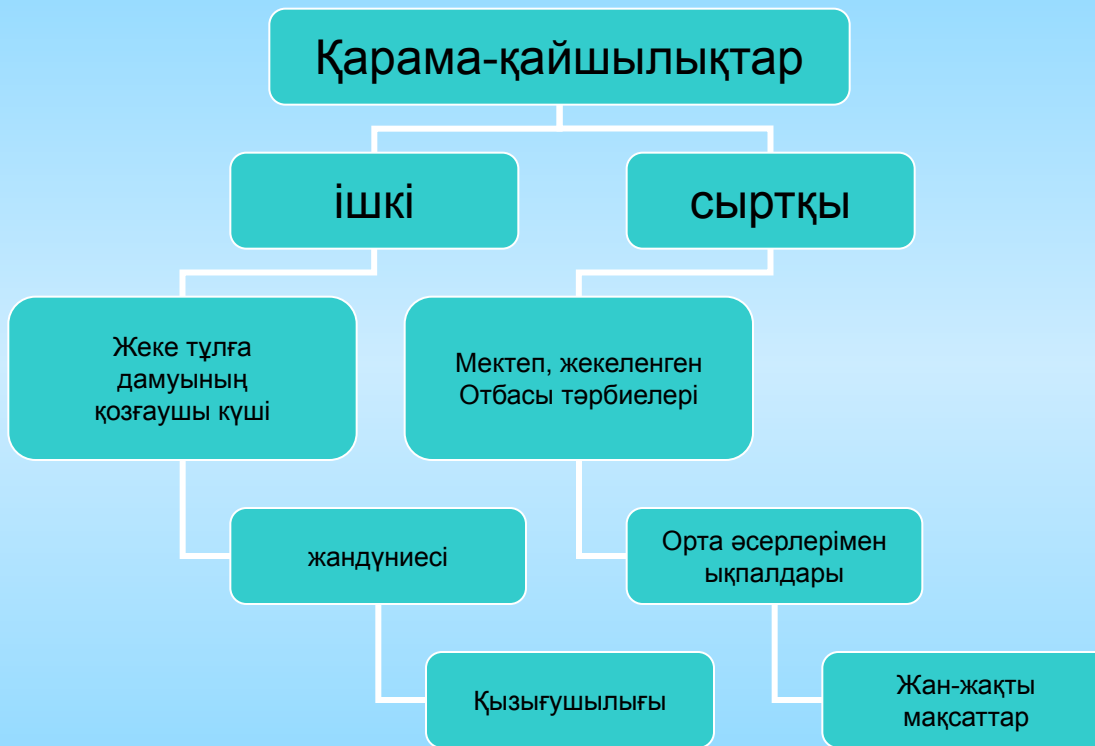 Қарама-қайшылықтар
ішкі
сыртқы
Жеке тұлға
дамуының
қозғаушы күші
Мектеп, жекеленген
Отбасы тәрбиелері
жандүниесі
Орта әсерлерімен
ықпалдары
Қызығушылығы
Жан-жақты
мақсаттар